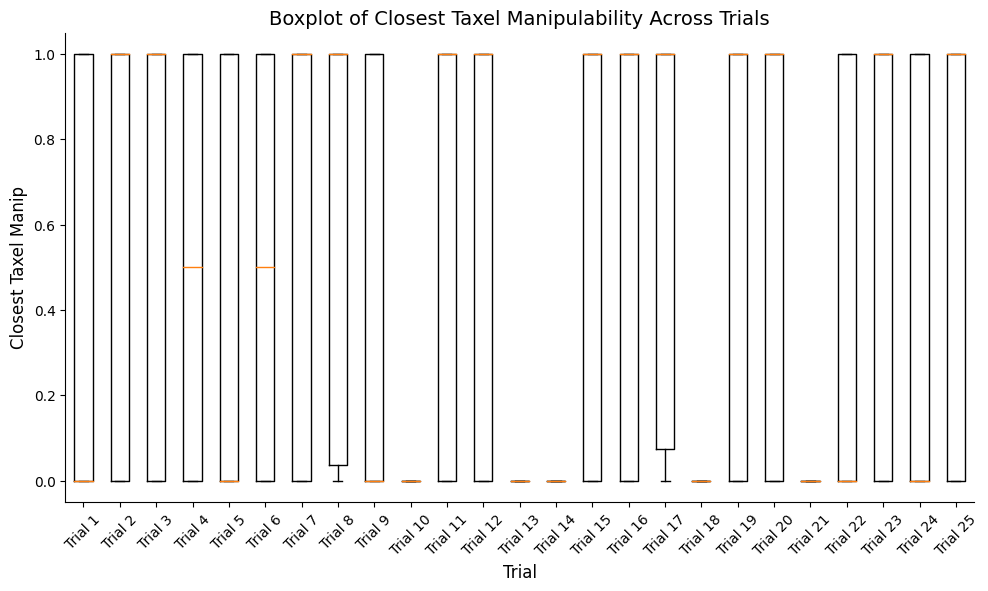 Boxplot of Closest Taxel Manipulability Across Trials
Closest Taxel Manip
1.0
0.8
0.6
0.4
0.2
0.0
Trial 1
Trial 2
Trial 3
Trial 4
Trial 5
Trial 6
Trial 7
Trial 8
Trial 9
Trial 10
Trial 11
Trial 12
Trial 13
Trial 14
Trial 15
Trial 16
Trial 17
Trial 18
Trial 19
Trial 20
Trial 21
Trial 22
Trial 23
Trial 24
Trial 25
Trial